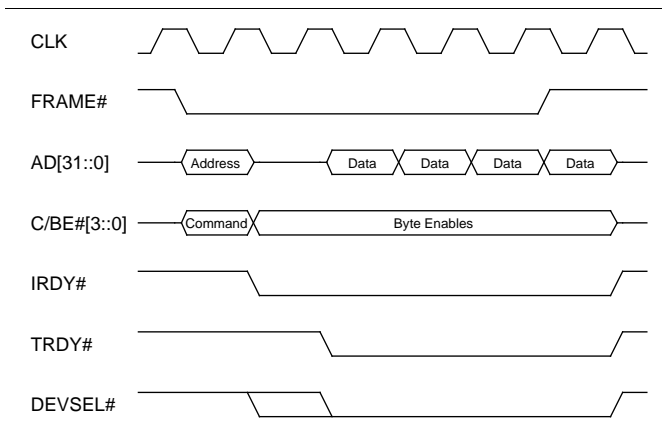 CLK
FRAME#
AD[31::0] Address Data Data Data Data
C/BE#[3::0] Command Byte Enables
IRDY#
TRDY#
DEVSEL#